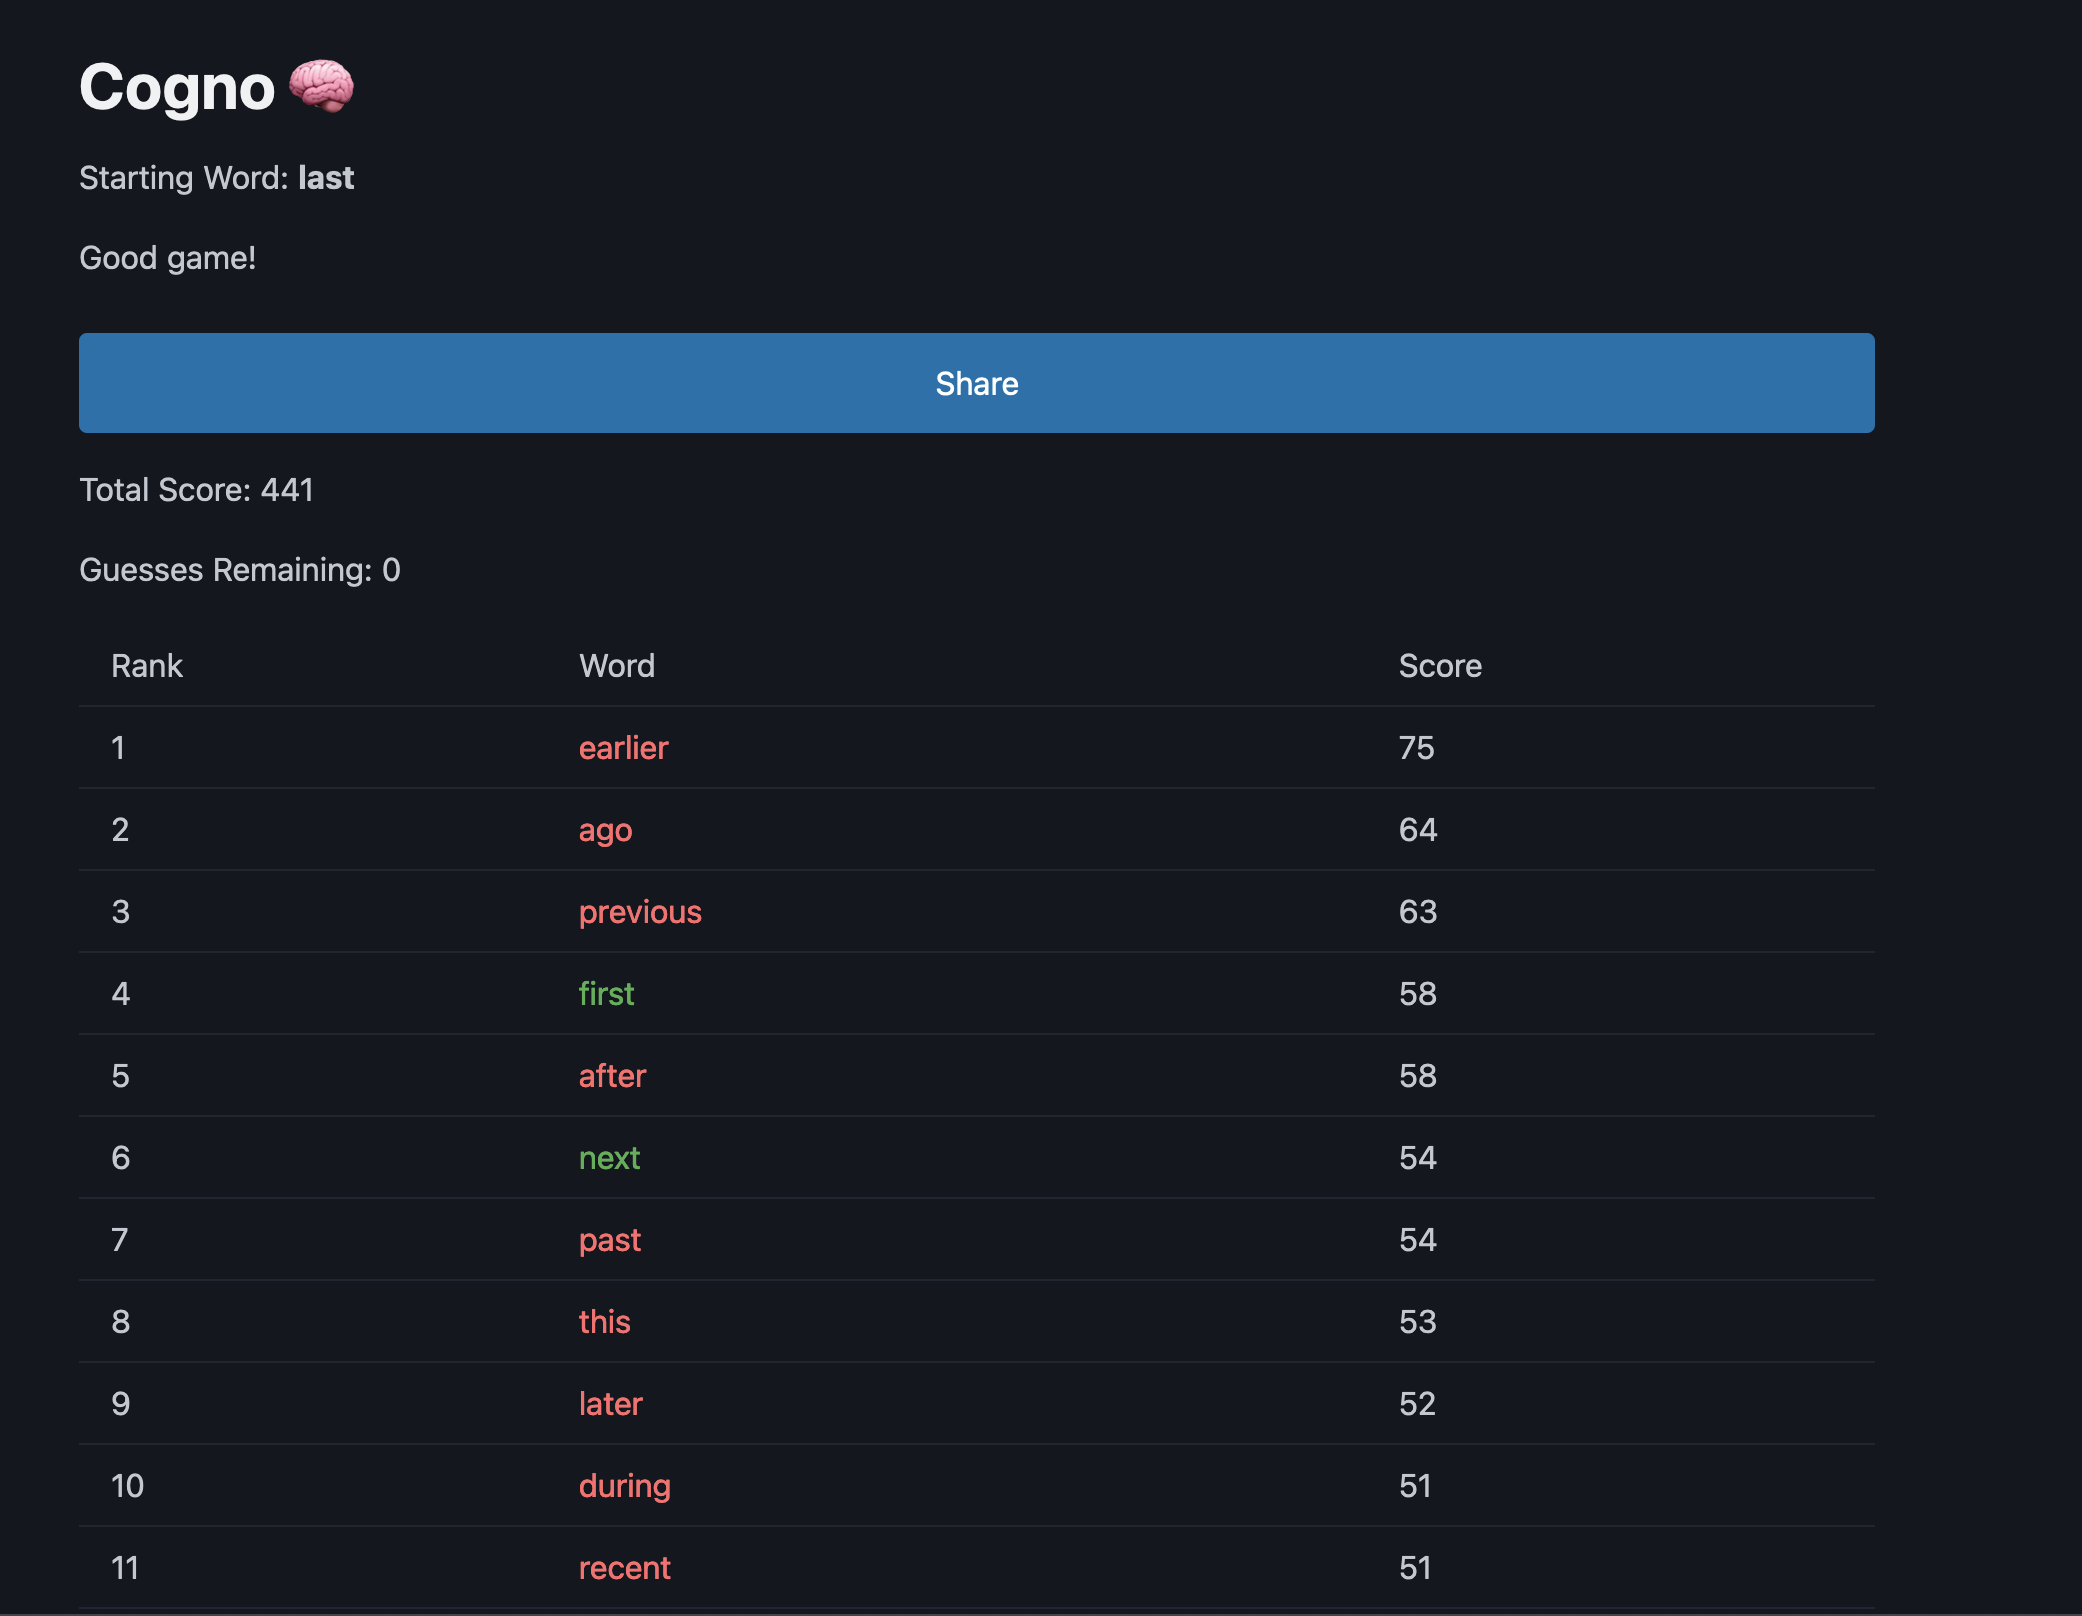 Cogno 🧠
Starting Word: last
Good game!
Share
Total Score: 441
Guesses Remaining: 0
Rank Word Score
1 earlier 75
2 ago 64
3 previous 63
4 first 58
5 after 58
6 next 54
7 past 54
8 this 53
9 later 52
10 during 51
11 recent 51